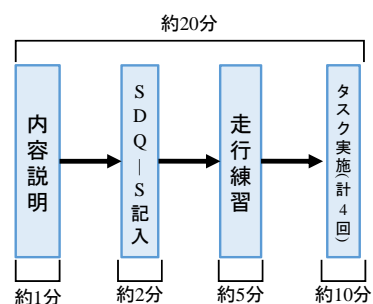 約20分
内容説明
SDQ―S記入
走行練習
タスク実施(計4回)
約1分
約2分
約5分
約10分